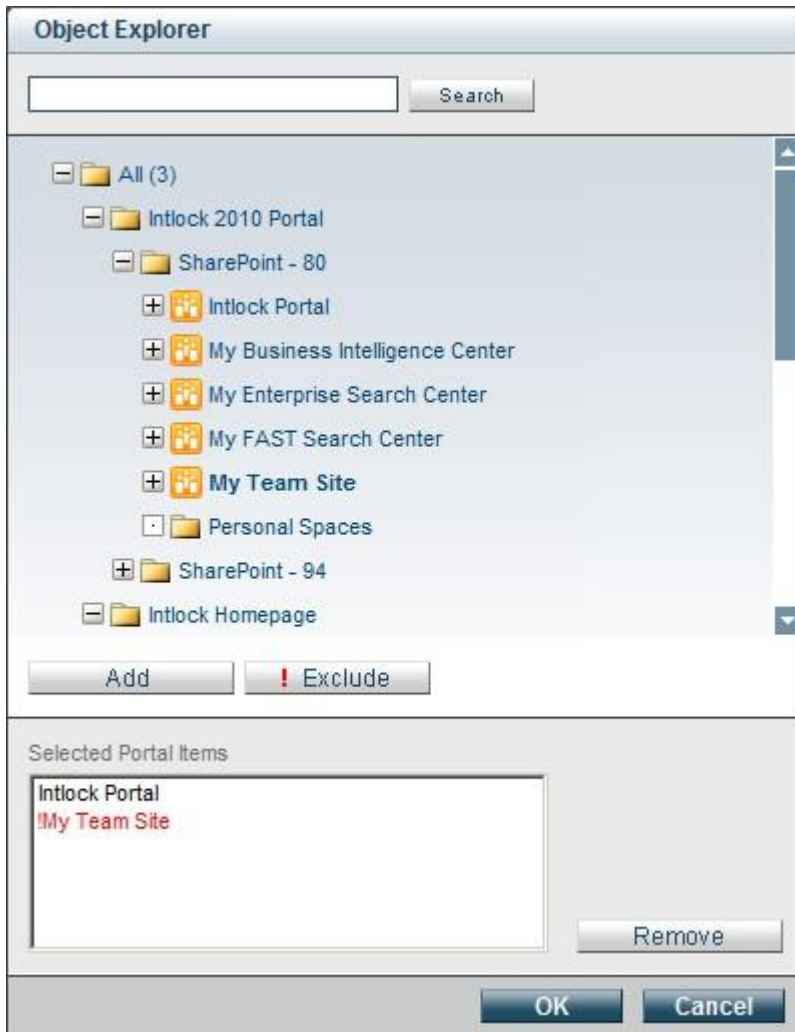 Object Explorer
Search
All (3)
Intlock 2010 Portal
SharePoint - 80
Intlock Portal
My Business Intelligence Center
My Enterprise Search Center
My FAST Search Center
My Team Site
Personal Spaces
SharePoint - 94
Intlock Homepage
Add ! Exclude
Selected Portal Items
Intlock Portal
!My Team Site
Remove
OK Cancel